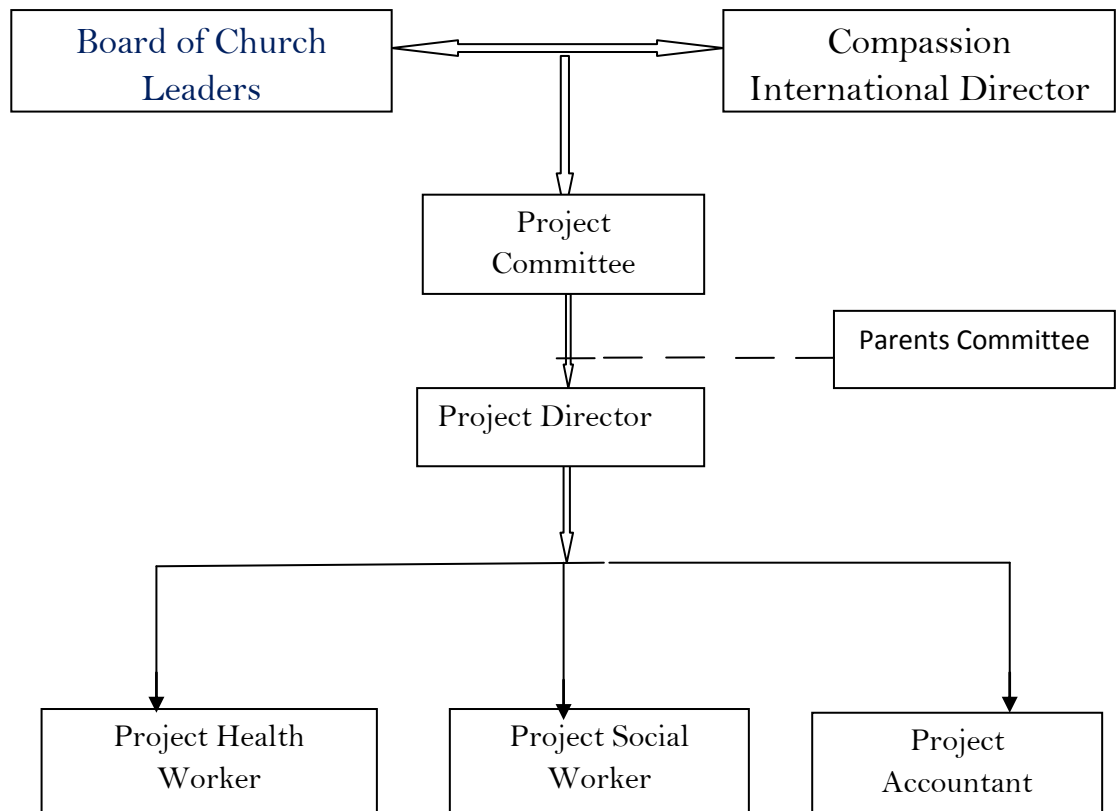 Board of Church
Leaders
Compassion
International Director
Project
Committee
Parents Committee
Project Director
Project Health
Worker
Project Social
Worker
Project
Accountant